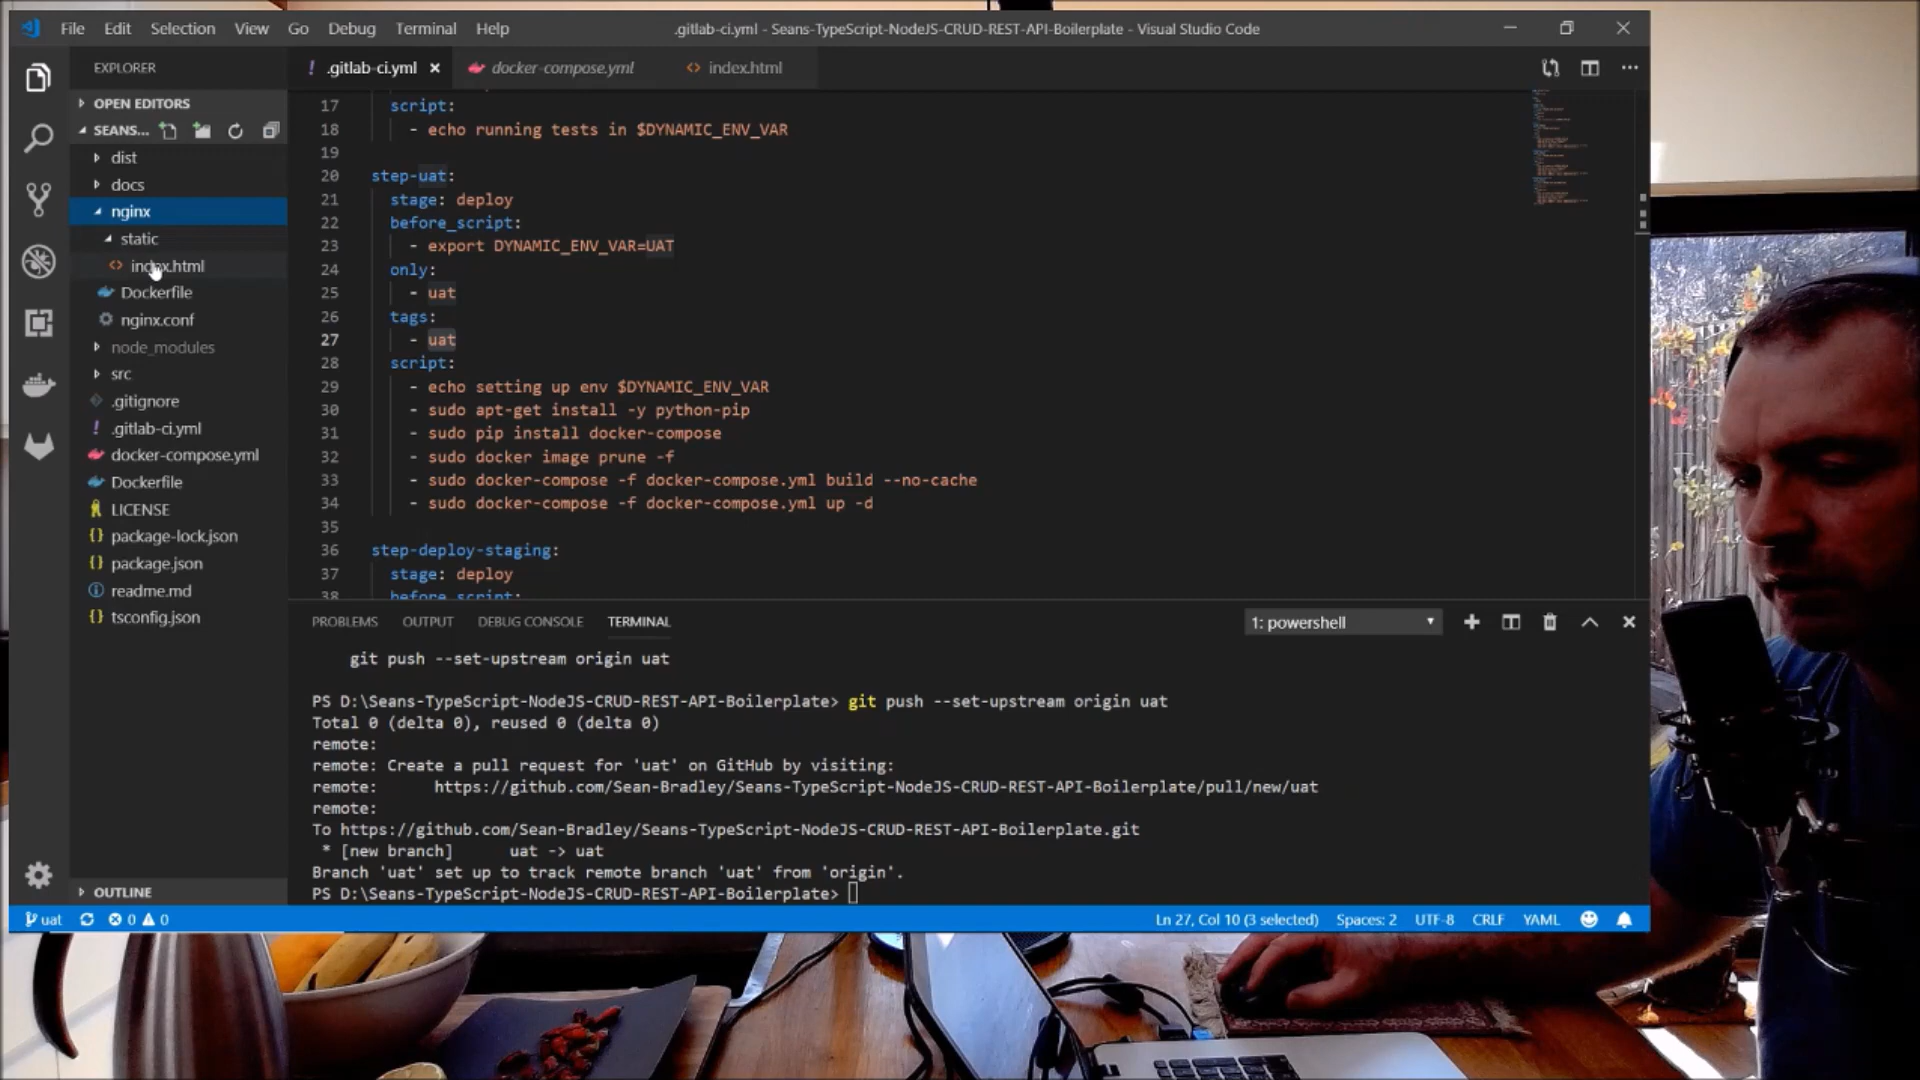 File Edit Selection View Go Debug Terminal Help
.gitlab-ci.yml - Seans-TypeScript-NodeJS-CRUD-REST-API-Boilerplate - Visual Studio Code
EXPLORER
! .gitlab-ci.yml docker-compose.yml <> index.html
OPEN EDITORS
SEANS...
dist
docs
nginx
static
<> index.html
Dockerfile
nginx.conf
node_modules
src
.gitignore
! .gitlab-ci.yml
docker-compose.yml
Dockerfile
LICENSE
{} package-lock.json
{} package.json
readme.md
{} tsconfig.json
OUTLINE
17 script:
18 - echo running tests in $DYNAMIC_ENV_VAR
19
20 step-uat:
21 stage: deploy
22 before_script:
23 - export DYNAMIC_ENV_VAR=UAT
24 only:
25 - uat
26 tags:
27 - uat
28 script:
29 - echo setting up env $DYNAMIC_ENV_VAR
30 - sudo apt-get install -y python-pip
31 - sudo pip install docker-compose
32 - sudo docker image prune -f
33 - sudo docker-compose -f docker-compose.yml build --no-cache
34 - sudo docker-compose -f docker-compose.yml up -d
35
36 step-deploy-staging:
37 stage: deploy
38 before_script:
PROBLEMS OUTPUT DEBUG CONSOLE TERMINAL 1: powershell
git push --set-upstream origin uat
PS D:\Seans-TypeScript-NodeJS-CRUD-REST-API-Boilerplate> git push --set-upstream origin uat
Total 0 (delta 0), reused 0 (delta 0)
remote:
remote: Create a pull request for 'uat' on GitHub by visiting:
remote: https://github.com/Sean-Bradley/Seans-TypeScript-NodeJS-CRUD-REST-API-Boilerplate/pull/new/uat
remote:
To https://github.com/Sean-Bradley/Seans-TypeScript-NodeJS-CRUD-REST-API-Boilerplate.git
* [new branch] uat -> uat
Branch 'uat' set up to track remote branch 'uat' from 'origin'.
PS D:\Seans-TypeScript-NodeJS-CRUD-REST-API-Boilerplate>
uat 0 0 Ln 27, Col 10 (3 selected) Spaces: 2 UTF-8 CRLF YAML